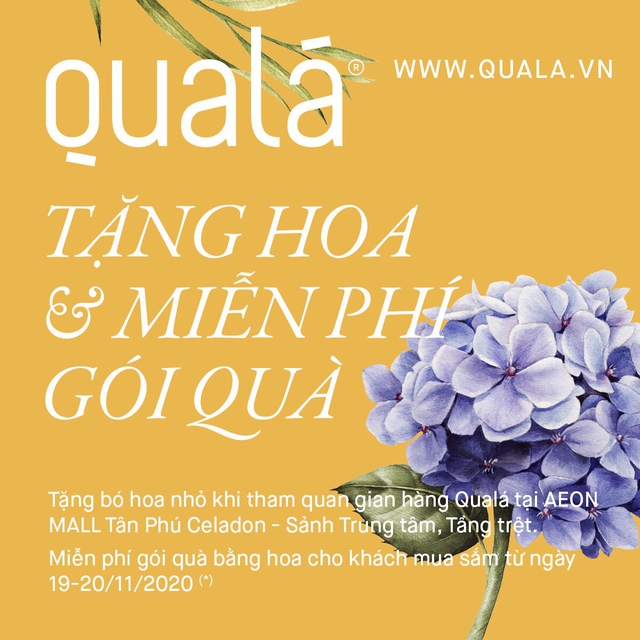 Qualá®
WWW.QUALA.VN
TẶNG HOA
& MIỄN PHÍ
GÓI QUÀ
Tặng bó hoa nhỏ khi tham quan gian hàng Qualá tại AEON
MALL Tân Phú Celadon - Sảnh Trung tâm, Tầng trệt.
Miễn phí gói quà bằng hoa cho khách mua sắm từ ngày
19-20/11/2020 (*)